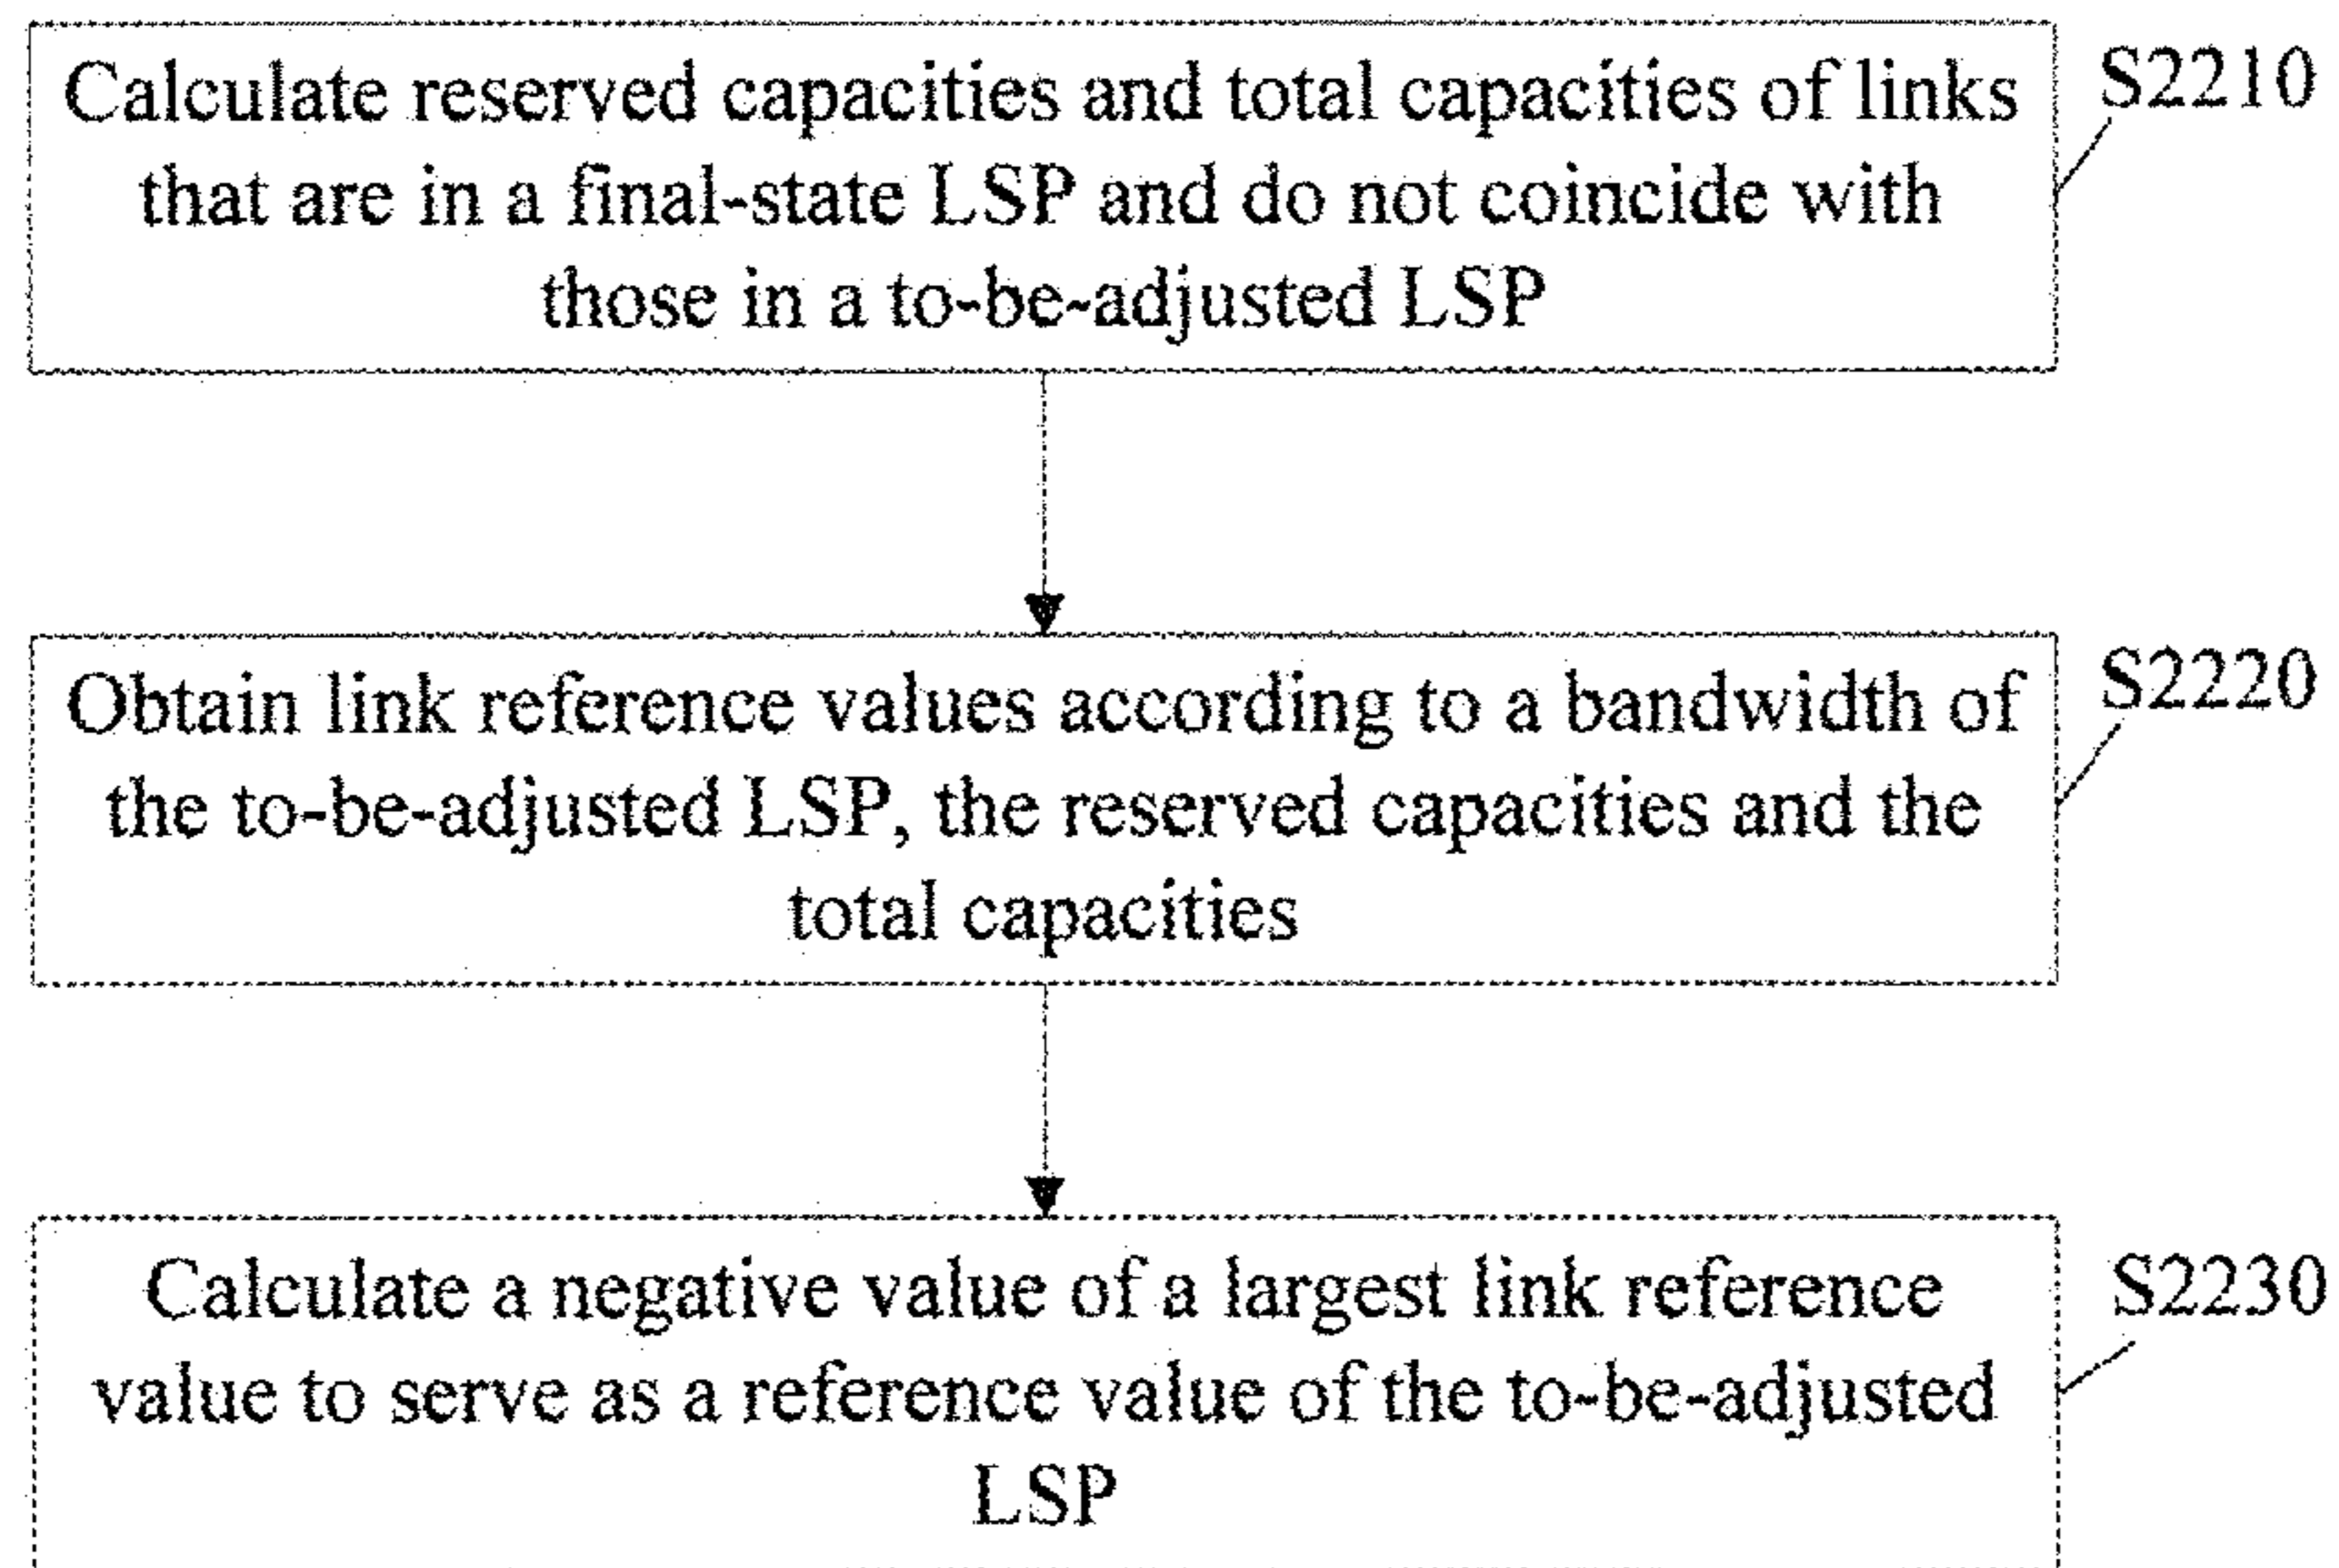 Calculate reserved capacities and total capacities of links
that are in a final-state LSP and do not coincide with
those in a to-be-adjusted LSP
S2210
Obtain link reference values according to a bandwidth of
the to-be-adjusted LSP, the reserved capacities and the
total capacities
S2220
Calculate a negative value of a largest link reference
value to serve as a reference value of the to-be-adjusted
LSP
S2230